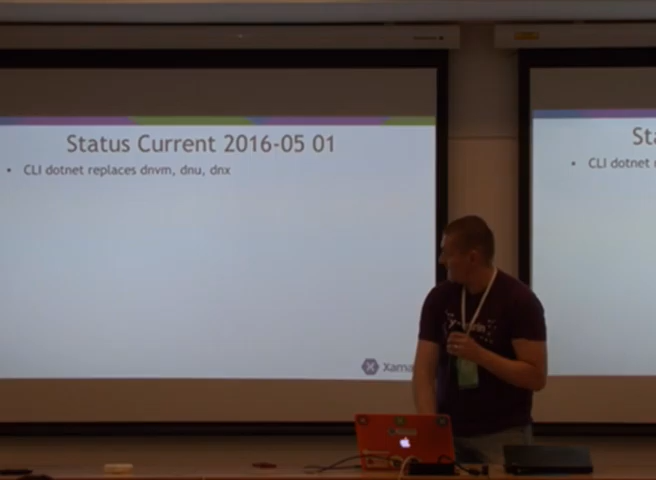 Status Current 2016-05 01
• CLI dotnet replaces dnvm, dnu, dnx
Xama
Sta
• CLI dotnet